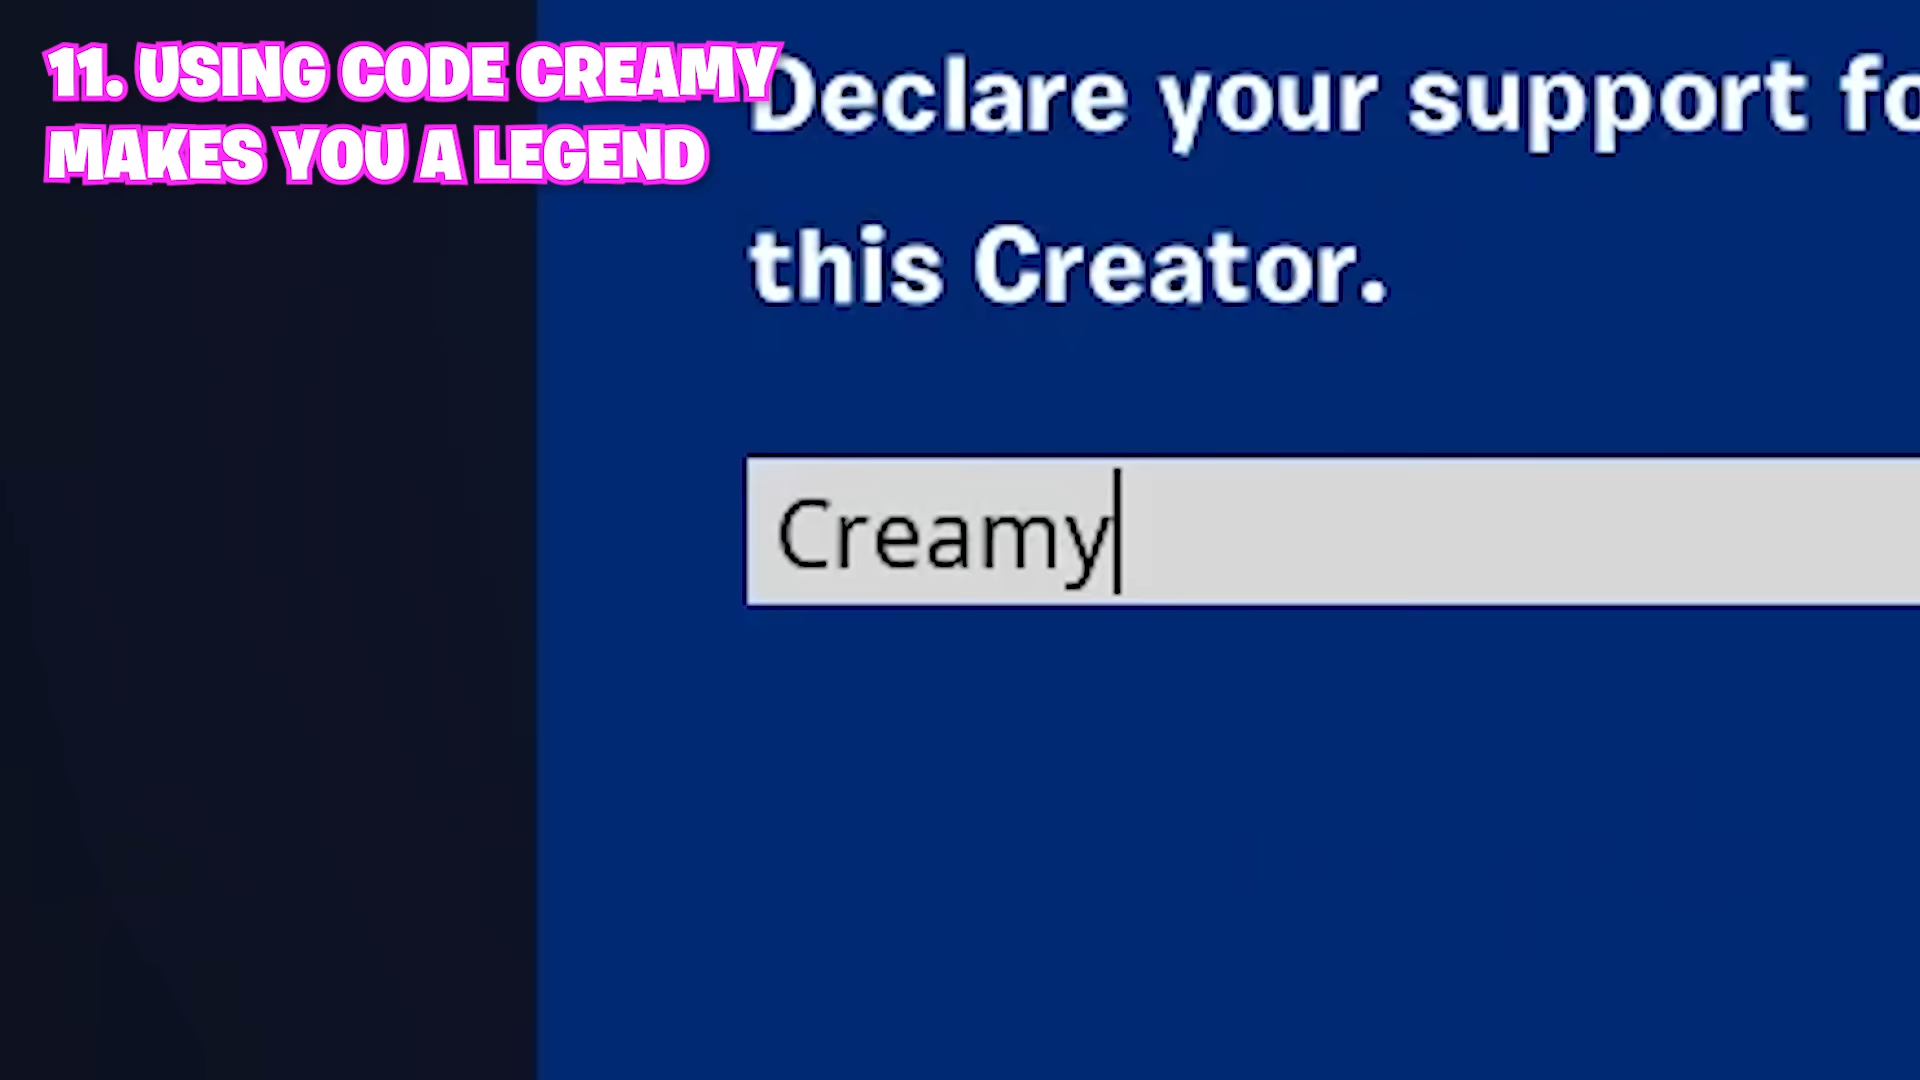 11. USING CODE CREAMY
MAKES YOU A LEGEND
Declare your support fo
this Creator.
Creamy